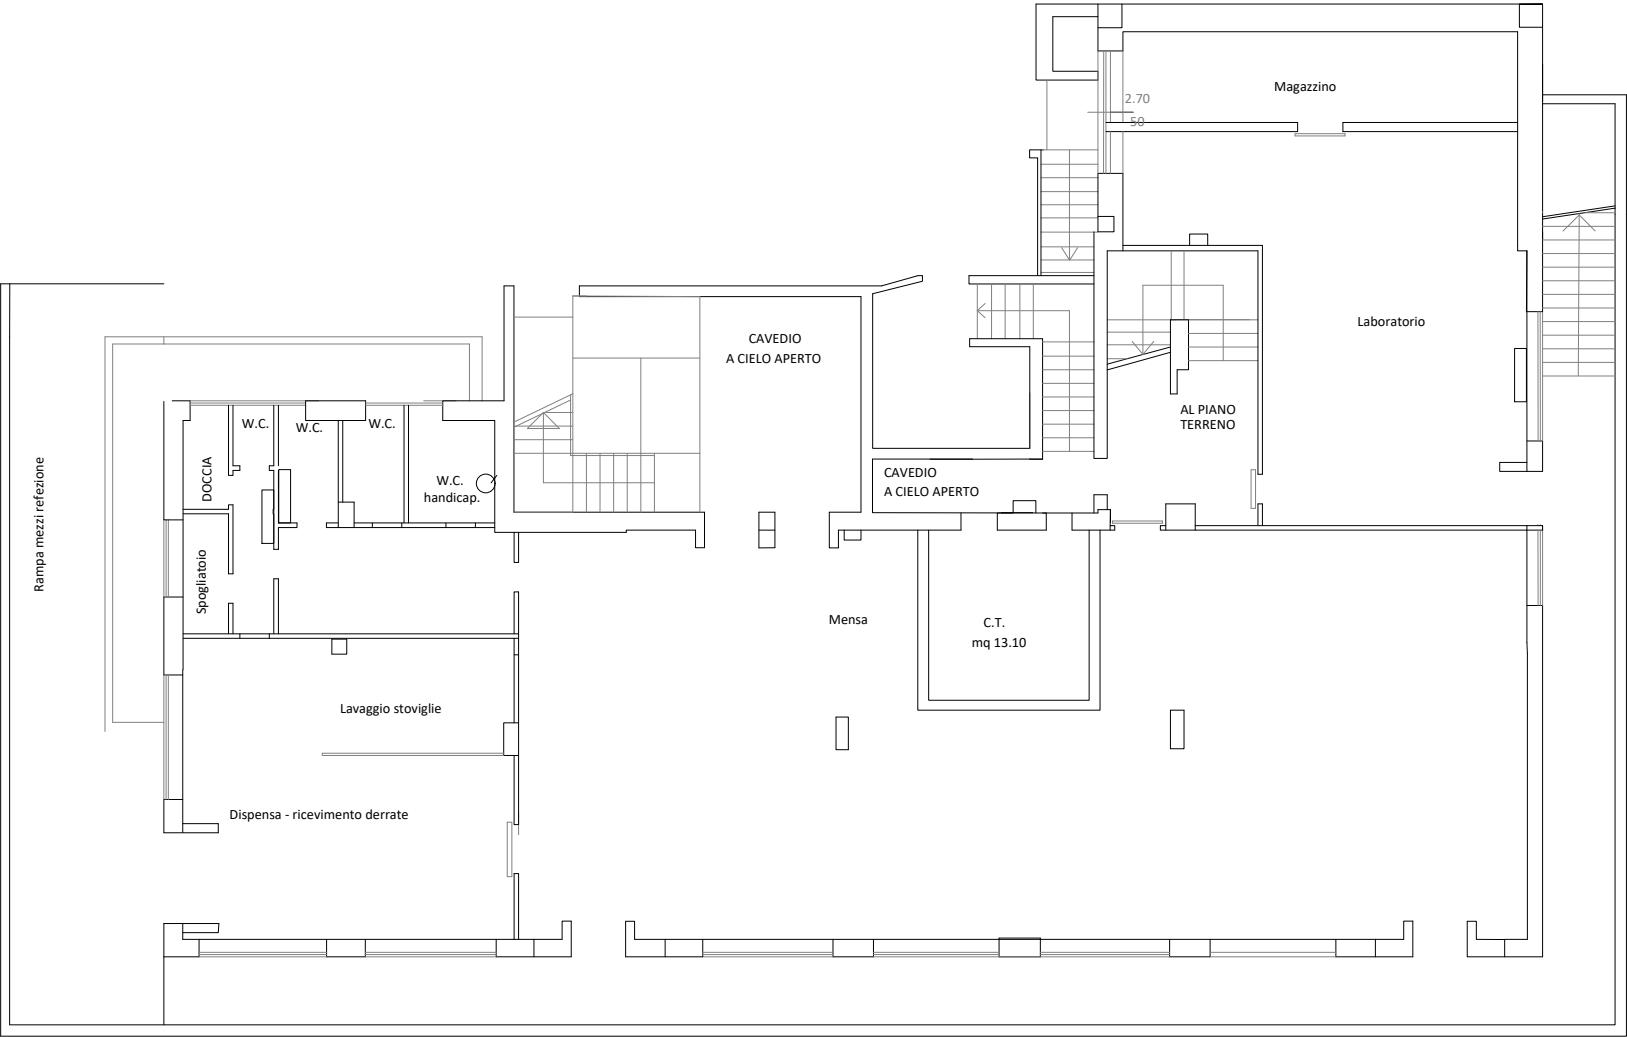 Magazzino
2.70
50
Laboratorio
CAVEDIO
A CIELO APERTO
AL PIANO
TERRENO
W.C.
W.C.
W.C.
DOCCIA
W.C.
handicap.
CAVEDIO
A CIELO APERTO
Rampa mezzi refezione
Spogliatoio
Mensa
C.T.
mq 13.10
Lavaggio stoviglie
Dispensa - ricevimento derrate